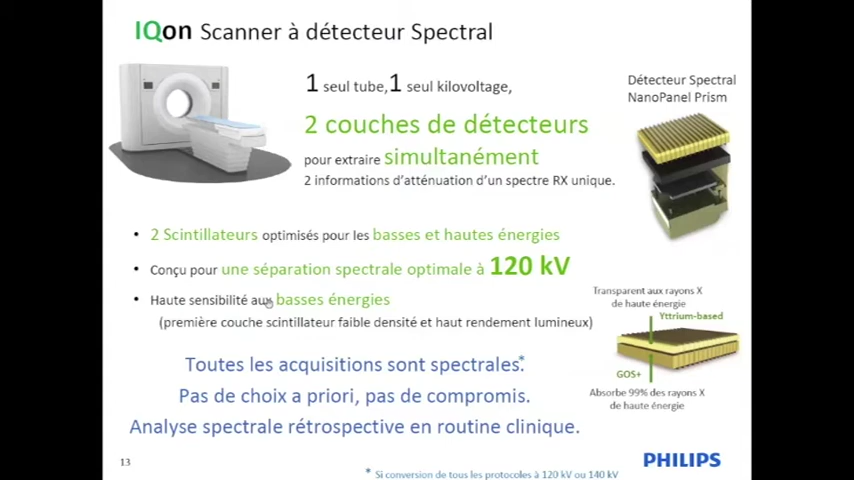 IQon Scanner à détecteur Spectral
1 seul tube, 1 seul kilovoltage,
2 couches de détecteurs
pour extraire simultanément
2 informations d'atténuation d'un spectre RX unique.
Détecteur Spectral
NanoPanel Prism
• 2 Scintillateurs optimisés pour les basses et hautes énergies
• Conçu pour une séparation spectrale optimale à 120 kV
• Haute sensibilité aux basses énergies
(première couche scintillateur faible densité et haut rendement lumineux)
Transparent aux rayons X
de haute énergie
Yttrium-based
GOS+
Absorbe 99% des rayons X
de haute énergie
Toutes les acquisitions sont spectrales.*
Pas de choix a priori, pas de compromis.
Analyse spectrale rétrospective en routine clinique.
13
* Si conversion de tous les protocoles à 120 kV ou 140 kV
PHILIPS